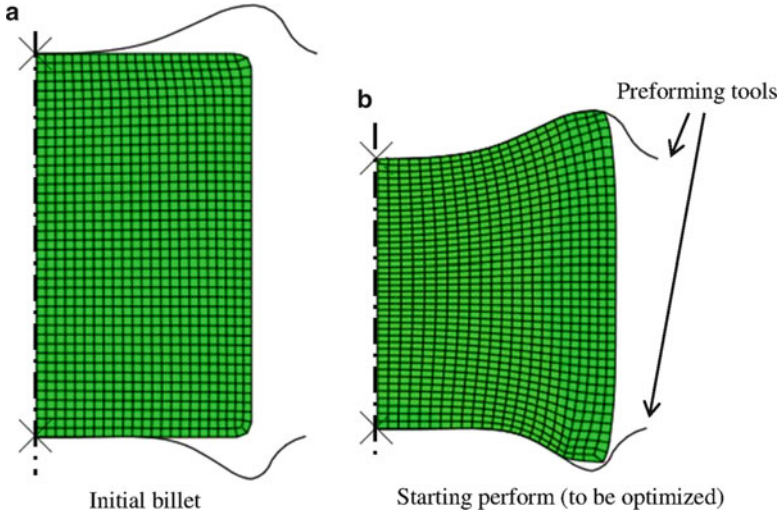 a
b
Preforming tools
Initial billet
Starting perform (to be optimized)